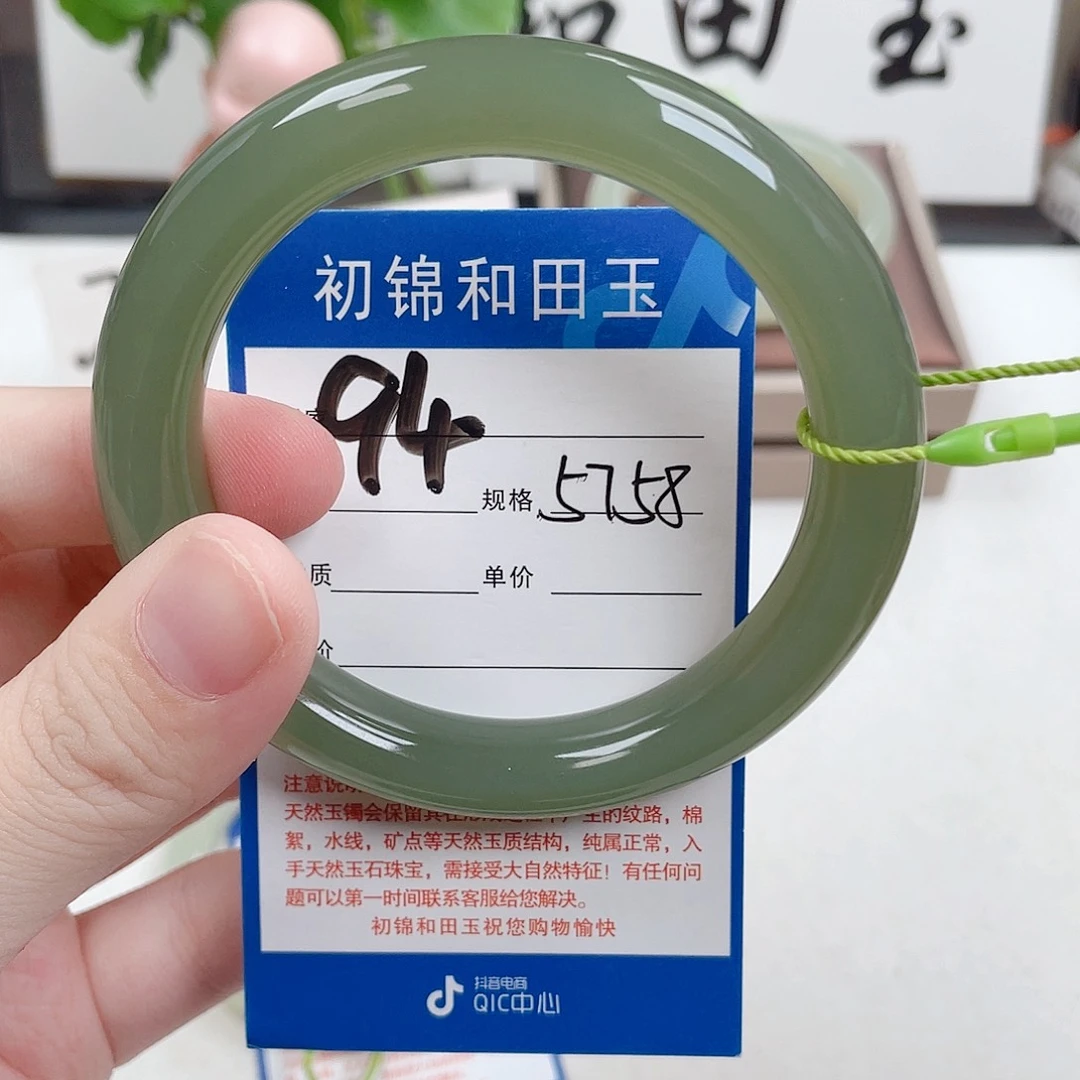 田玉
初锦和田玉
94
规格 5758
质 单价
价
注意说
天然玉镯会保留其在 生的纹路，棉
絮，水线，矿点等天然玉质结构，纯属正常，入
手天然玉石珠宝，需接受大自然特征！有任何问
题可以第一时间联系客服给您解决。
初锦和田玉祝您购物愉快
抖音电商
QIC中心